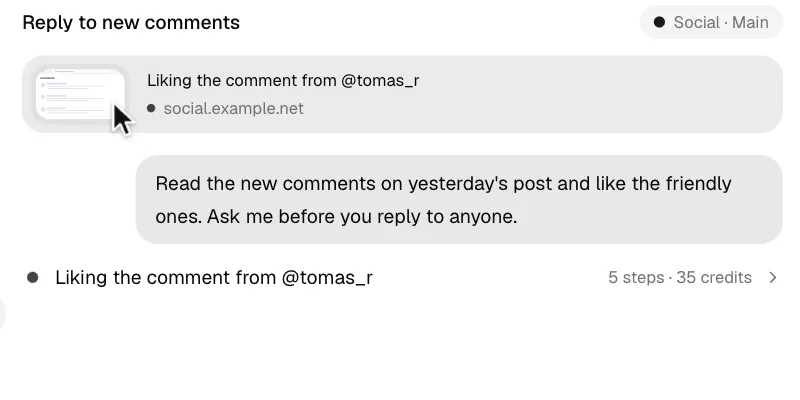 Reply to new comments
Social · Main
Liking the comment from @tomas_r
social.example.net
Read the new comments on yesterday's post and like the friendly
ones. Ask me before you reply to anyone.
Liking the comment from @tomas_r
5 steps · 35 credits